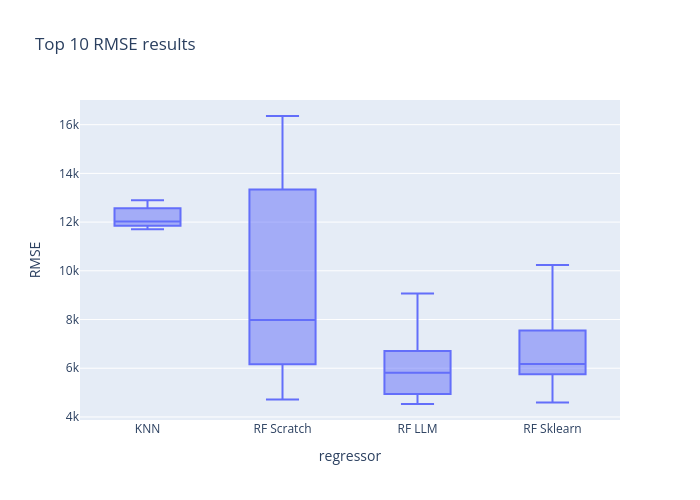 Top 10 RMSE results
16k
14k
12k
10k
8k
6k
4k
RMSE
KNN
RF Scratch
RF LLM
RF Sklearn
regressor